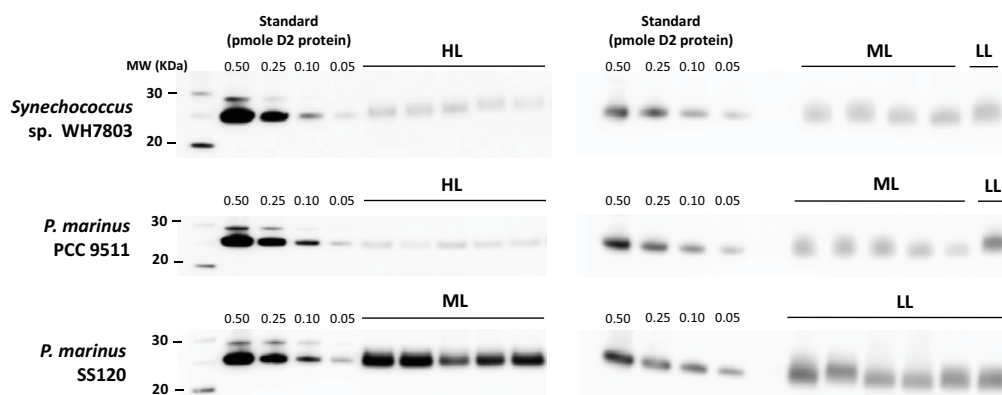 Standard
(pmole D2 protein)
HL
MW (KDa)
0.50 0.25 0.10 0.05
30
20
Synechococcus
sp. WH7803
Standard
(pmole D2 protein)
ML
LL
0.50 0.25 0.10 0.05
HL
0.50 0.25 0.10 0.05
30
20
P. marinus
PCC 9511
ML
LL
0.50 0.25 0.10 0.05
ML
0.50 0.25 0.10 0.05
30
20
P. marinus
SS120
LL
0.50 0.25 0.10 0.05